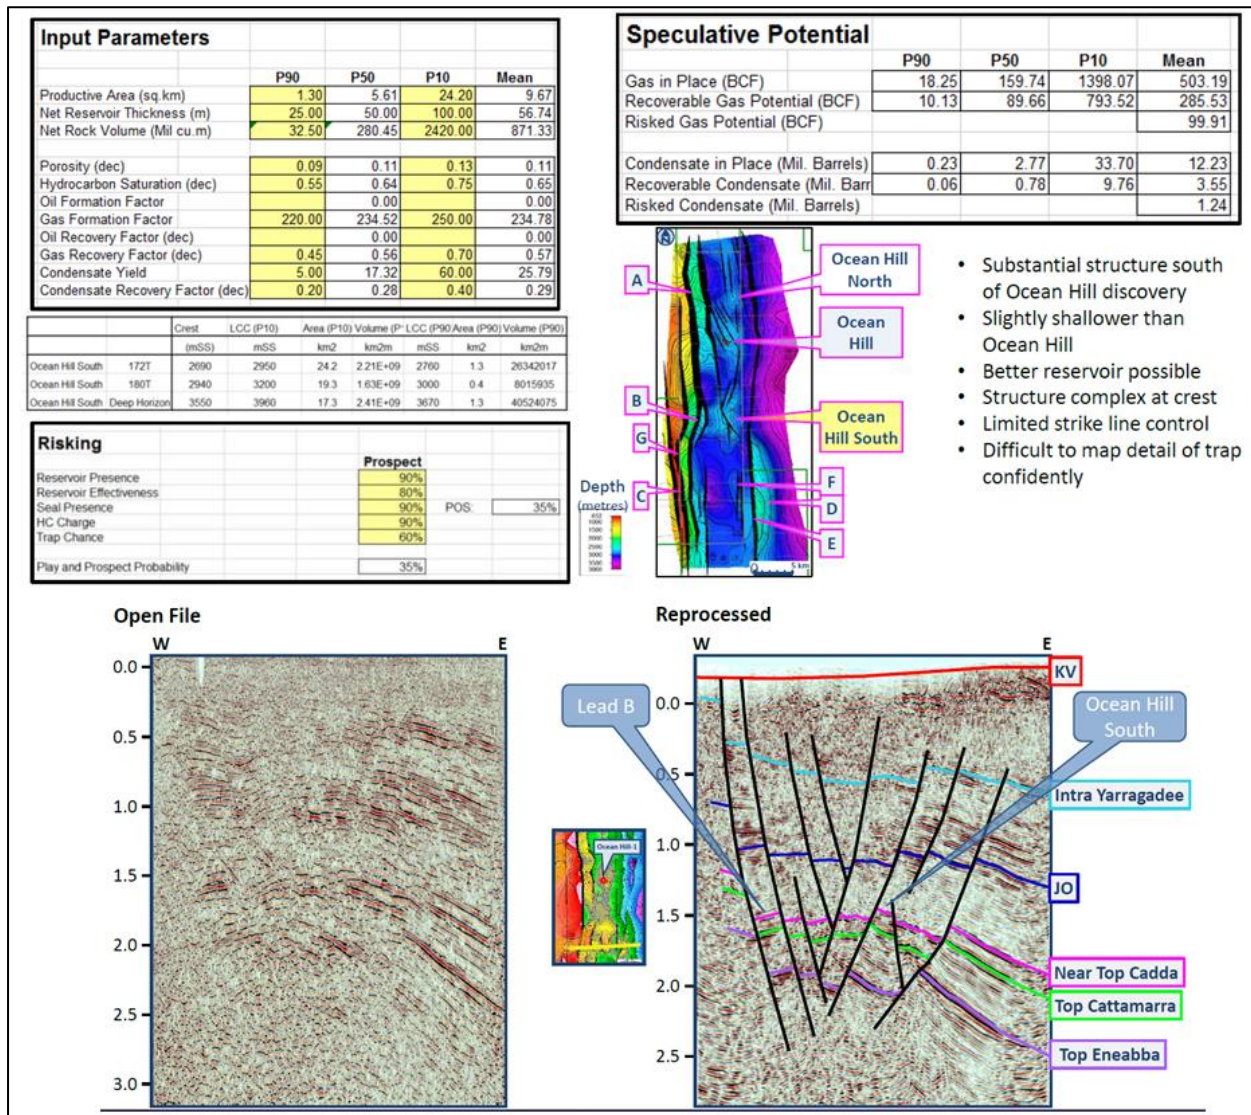 Input Parameters
P90 P50 P10 Mean
Productive Area (sq.km) 1.30 5.61 24.20 9.67
Net Reservoir Thickness (m) 25.00 50.00 100.00 56.74
Net Rock Volume (Mil cu.m) 32.50 280.45 2420.00 871.33
Porosity (dec) 0.09 0.11 0.13 0.11
Hydrocarbon Saturation (dec) 0.55 0.64 0.75 0.65
Oil Formation Factor 0.00 0.00
Gas Formation Factor 220.00 234.52 250.00 234.78
Oil Recovery Factor (dec) 0.00 0.00
Gas Recovery Factor (dec) 0.45 0.56 0.70 0.57
Condensate Yield 5.00 17.32 60.00 25.79
Condensate Recovery Factor (dec) 0.20 0.28 0.40 0.29
Speculative Potential
P90 P50 P10 Mean
Gas in Place (BCF) 18.25 159.74 1398.07 503.19
Recoverable Gas Potential (BCF) 10.13 89.66 793.52 285.53
Risked Gas Potential (BCF) 99.91
Condensate in Place (Mil. Barrels) 0.23 2.77 33.70 12.23
Recoverable Condensate (Mil. Barr 0.06 0.78 9.76 3.55
Risked Condensate (Mil. Barrels) 1.24
Crest LCC (P10) Area (P10) Volume (P LCC (P90 Area (P90) Volume (P90)
(mSS) mSS km2 km2m mSS km2 km2m
Ocean Hill South 172T 2690 2950 24.2 2.21E+09 2760 1.3 26342017
Ocean Hill South 180T 2940 3200 19.3 1.63E+09 3000 0.4 8015935
Ocean Hill South Deep Horizon 3550 3960 17.3 2.41E+09 3670 1.3 40524075
Risking
Prospect
Reservoir Presence 90%
Reservoir Effectiveness 80%
Seal Presence 90% POS: 35%
HC Charge 90%
Trap Chance 60%
Play and Prospect Probability 35%
A
B
G
C
Ocean Hill
North
Ocean
Hill
Ocean
Hill South
F
D
E
Depth
(metres)
1000
1500
2000
2500
3000
3500
0 5 km
• Substantial structure south
of Ocean Hill discovery
• Slightly shallower than
Ocean Hill
• Better reservoir possible
• Structure complex at crest
• Limited strike line control
• Difficult to map detail of trap
confidently
Open File
W E
0.0
0.5
1.0
1.5
2.0
2.5
3.0
Ocean Hill-1
Reprocessed
W E
0.0
0.5
1.0
1.5
2.0
2.5
Lead B
Ocean Hill
South
KV
Intra Yarragadee
JO
Near Top Cadda
Top Cattamarra
Top Eneabba